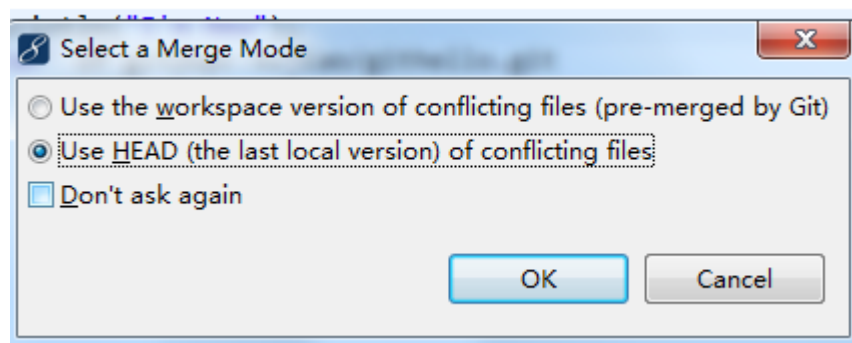 Select a Merge Mode
Use the workspace version of conflicting files (pre-merged by Git)
Use HEAD (the last local version) of conflicting files
Don't ask again
OK
Cancel